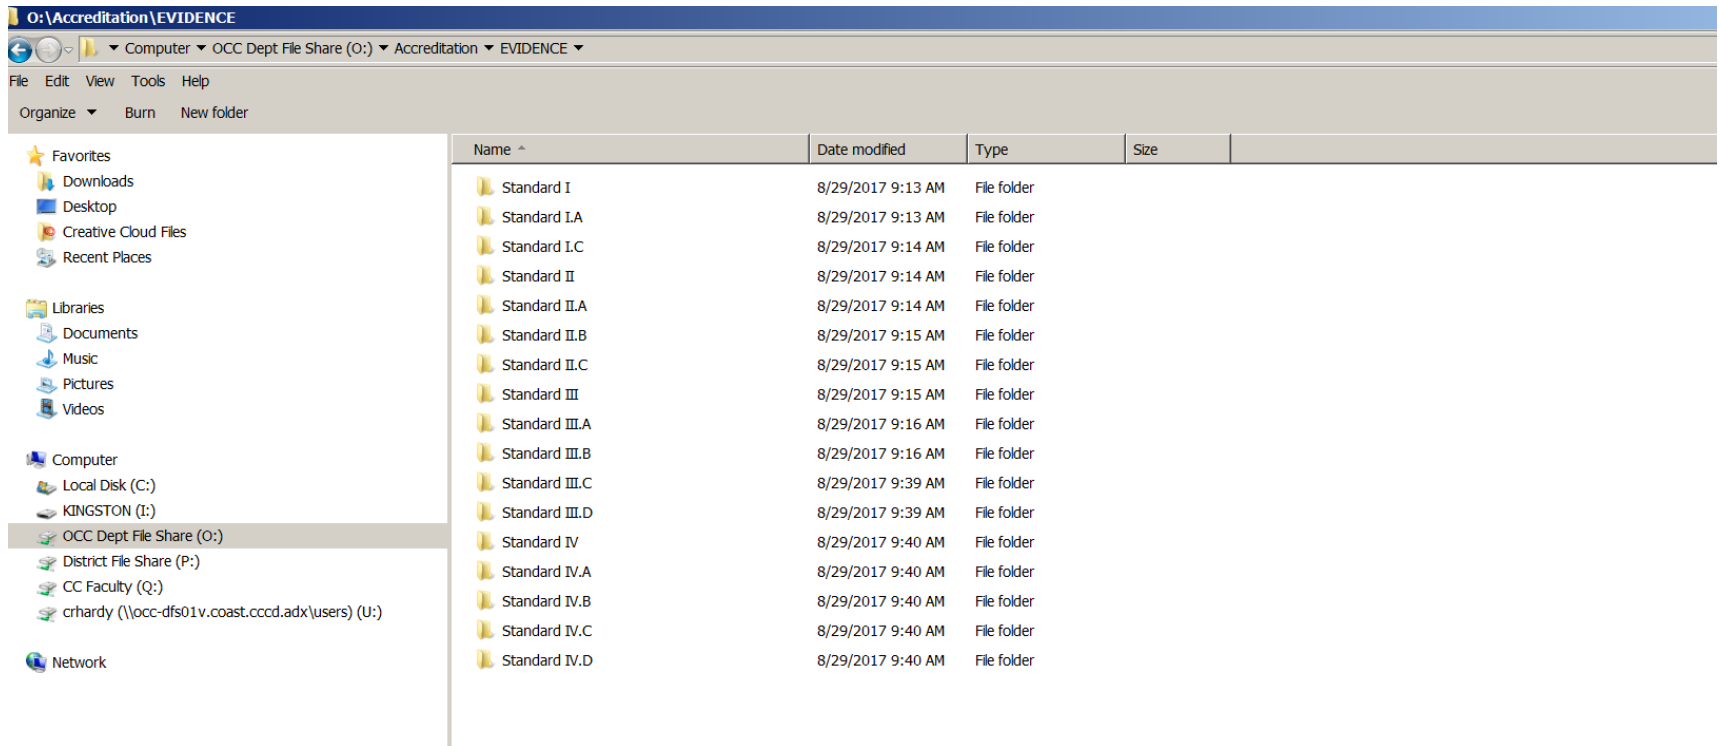 O:\Accreditation\EVIDENCE
Computer OCC Dept File Share (O:) Accreditation EVIDENCE
File Edit View Tools Help
Organize Burn New folder
Favorites
Downloads
Desktop
Creative Cloud Files
Recent Places
Libraries
Documents
Music
Pictures
Videos
Computer
Local Disk (C:)
KINGSTON (I:)
OCC Dept File Share (O:)
District File Share (P:)
CC Faculty (Q:)
crhardy (\\occ-dfs01v.coast.cccd.adx\users) (U:)
Network
Name Date modified Type Size
Standard I 8/29/2017 9:13 AM File folder
Standard I.A 8/29/2017 9:13 AM File folder
Standard I.C 8/29/2017 9:14 AM File folder
Standard II 8/29/2017 9:14 AM File folder
Standard II.A 8/29/2017 9:14 AM File folder
Standard II.B 8/29/2017 9:15 AM File folder
Standard II.C 8/29/2017 9:15 AM File folder
Standard III 8/29/2017 9:15 AM File folder
Standard III.A 8/29/2017 9:16 AM File folder
Standard III.B 8/29/2017 9:16 AM File folder
Standard III.C 8/29/2017 9:39 AM File folder
Standard III.D 8/29/2017 9:39 AM File folder
Standard IV 8/29/2017 9:40 AM File folder
Standard IV.A 8/29/2017 9:40 AM File folder
Standard IV.B 8/29/2017 9:40 AM File folder
Standard IV.C 8/29/2017 9:40 AM File folder
Standard IV.D 8/29/2017 9:40 AM File folder